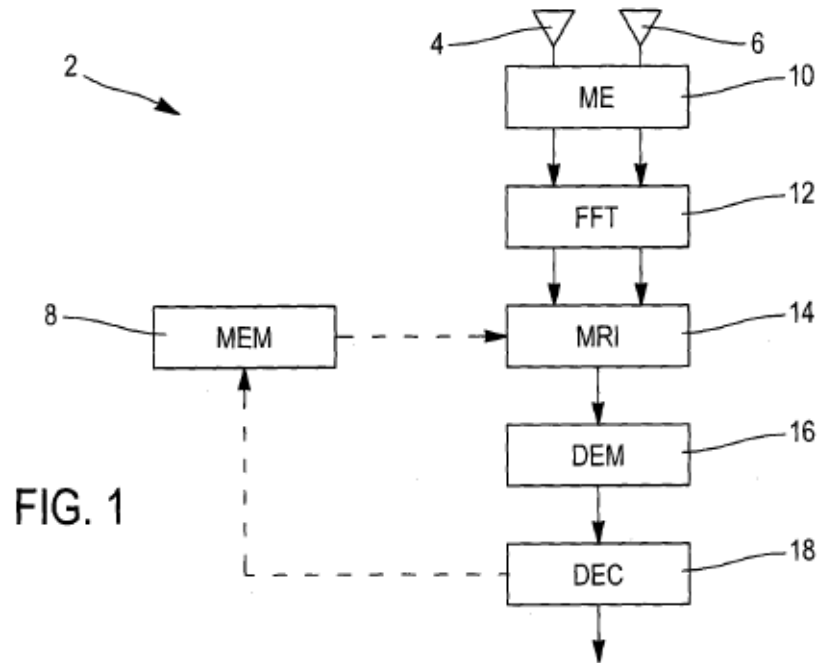 4 6
2
ME 10
FFT 12
8 MEM MRI 14
DEM 16
FIG. 1
DEC 18